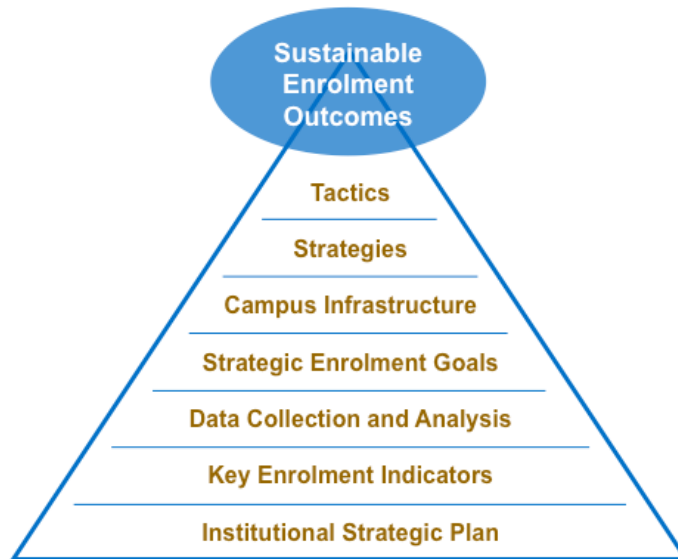 Sustainable
Enrolment
Outcomes
Tactics
Strategies
Campus Infrastructure
Strategic Enrolment Goals
Data Collection and Analysis
Key Enrolment Indicators
Institutional Strategic Plan